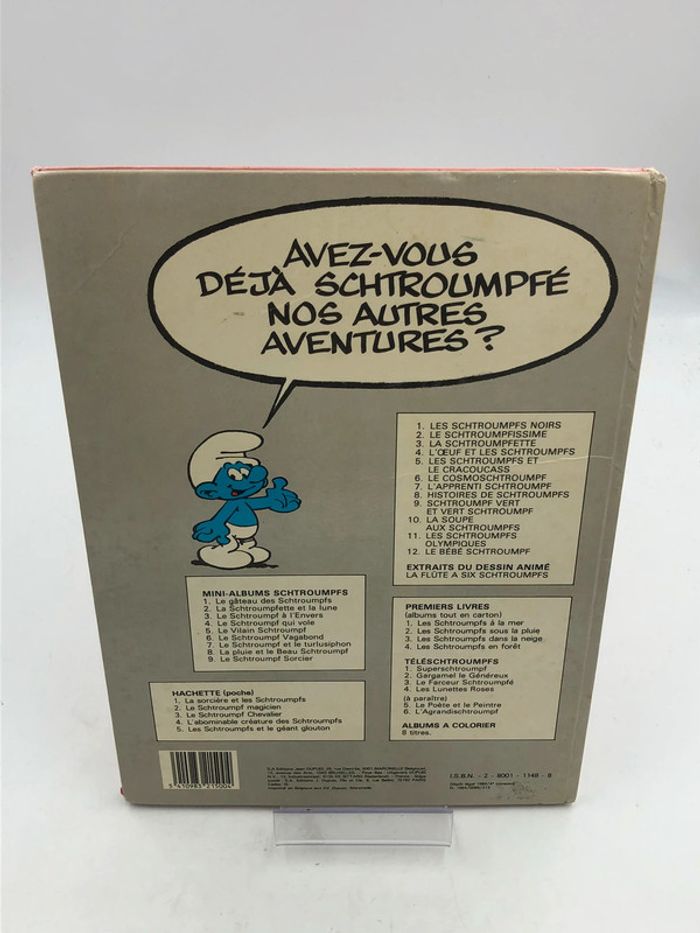 AVEZ-VOUS
DÉJÀ SCHTROUMPFÉ
NOS AUTRES
AVENTURES ?
1. LES SCHTROUMPFS NOIRS
2. LE SCHTROUMPFISSIME
3. LA SCHTROUMPFETTE
4. L'ŒUF ET LES SCHTROUMPFS
5. LES SCHTROUMPFS ET
LE CRACOUCASS
6. LE COSMOSCHTROUMPF
7. L'APPRENTI SCHTROUMPF
8. HISTOIRES DE SCHTROUMPFS
9. SCHTROUMPF VERT
ET VERT SCHTROUMPF
10. LA SOUPE
AUX SCHTROUMPFS
11. LES SCHTROUMPFS
OLYMPIQUES
12. LE BÉBÉ SCHTROUMPF
EXTRAITS DU DESSIN ANIMÉ
LA FLÛTE A SIX SCHTROUMPFS
MINI-ALBUMS SCHTROUMPFS
1. Le gâteau des Schtroumpfs
2. La Schtroumpfette et la lune
3. Le Schtroumpf à l'Envers
4. Le Schtroumpf qui vole
5. Le Vilain Schtroumpf
6. Le Schtroumpf Vagabond
7. Le Schtroumpf et le turlusiphon
8. La pluie et le Beau Schtroumpf
9. Le Schtroumpf Sorcier
HACHETTE (poche)
1. La sorcière et les Schtroumpfs
2. Le Schtroumpf magicien
3. Le Schtroumpf Chevalier
4. L'abominable créature des Schtroumpfs
5. Les Schtroumpfs et le géant glouton
PREMIERS LIVRES
(albums tout en carton)
1. Les Schtroumpfs à la mer
2. Les Schtroumpfs sous la pluie
3. Les Schtroumpfs dans la neige
4. Les Schtroumpfs en forêt
TÉLÉSCHTROUMPFS
1. Superschtroumpf
2. Gargamel le Généreux
3. Le Farceur Schtroumpfé
4. Les Lunettes Roses
(à paraître)
5. Le Poète et le Peintre
6. L'Agrandischtroumpf
ALBUMS A COLORIER
8 titres.
5 410983 215004
I.S.B.N. - 2 - 8001 - 1148 - 8